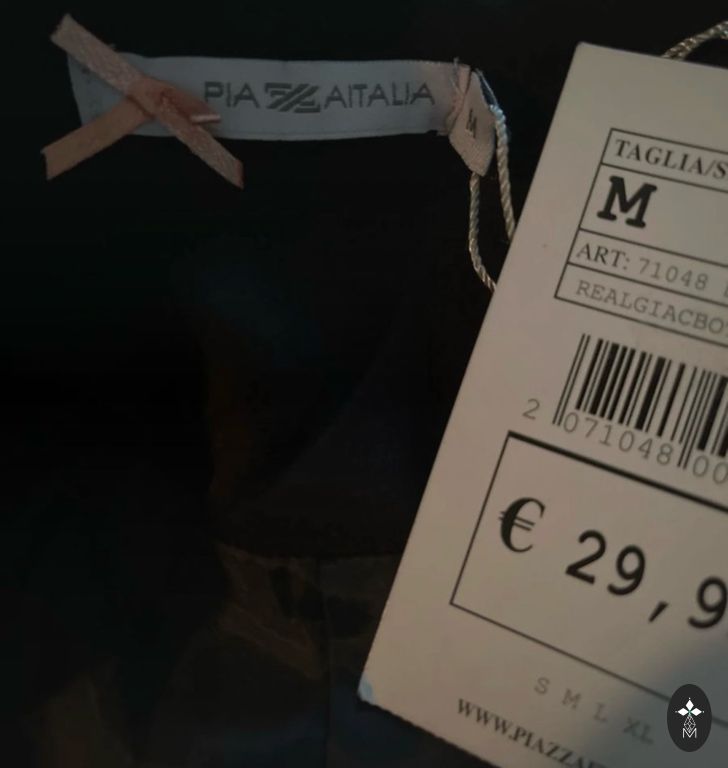 PIAZZAITALIA
M
TAGLIA/S
M
ART: 71048
REALGIACBO
2 071048 00
€ 29,9
S M L XL
WWW.PIAZZA
M